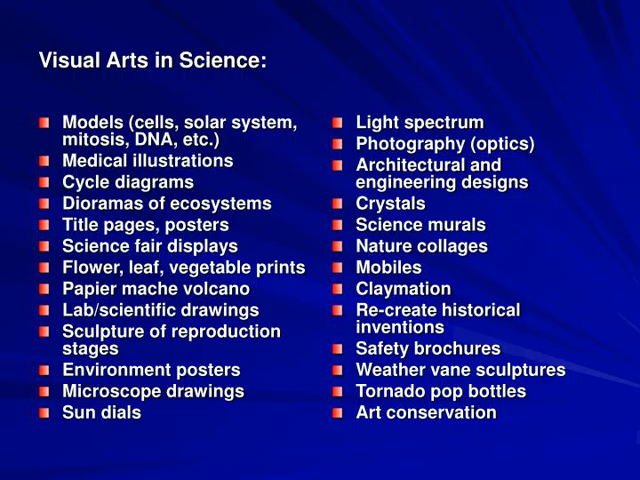 Visual Arts in Science:
Models (cells, solar system,
mitosis, DNA, etc.)
Medical illustrations
Cycle diagrams
Dioramas of ecosystems
Title pages, posters
Science fair displays
Flower, leaf, vegetable prints
Papier mache volcano
Lab/scientific drawings
Sculpture of reproduction
stages
Environment posters
Microscope drawings
Sun dials
Light spectrum
Photography (optics)
Architectural and
engineering designs
Crystals
Science murals
Nature collages
Mobiles
Claymation
Re-create historical
inventions
Safety brochures
Weather vane sculptures
Tornado pop bottles
Art conservation